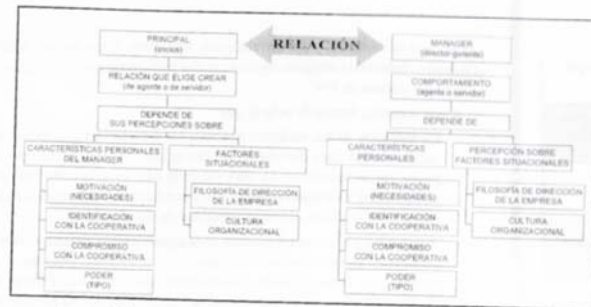 PRINCIPAL
(socios)
RELACIÓN QUE ELIGE CREAR
(de agente o de servidor)
DEPENDE DE
SUS PERCEPCIONES SOBRE
CARACTERÍSTICAS PERSONALES
DEL MANAGER
MOTIVACIÓN
(NECESIDADES)
IDENTIFICACIÓN
CON LA COOPERATIVA
COMPROMISO
CON LA COOPERATIVA
PODER
(TIPO)
FACTORES
SITUACIONALES
FILOSOFÍA DE DIRECCIÓN
DE LA EMPRESA
CULTURA
ORGANIZACIONAL
RELACIÓN
MANAGER
(director-gerente)
COMPORTAMIENTO
(agente o servidor)
DEPENDE DE
CARACTERÍSTICAS
PERSONALES
MOTIVACIÓN
(NECESIDADES)
IDENTIFICACIÓN
CON LA COOPERATIVA
COMPROMISO
CON LA COOPERATIVA
PODER
(TIPO)
PERCEPCIÓN SOBRE
FACTORES SITUACIONALES
FILOSOFÍA DE DIRECCIÓN
DE LA EMPRESA
CULTURA
ORGANIZACIONAL